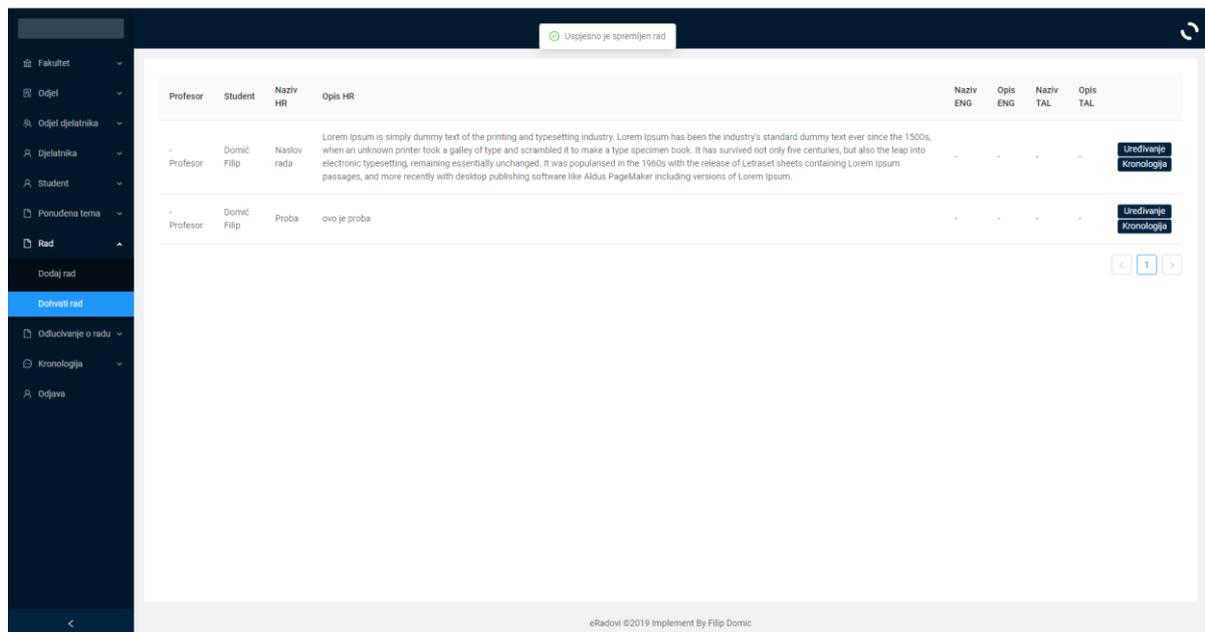 Uspjesno je spremljen rad
Fakultet
Odjel
Odjel djelatnika
Djelatnika
Student
Ponuđena tema
Rad
Dodaj rad
Dohvati rad
Odlucivanje o radu
Kronologija
Odjava
Profesor Student Naziv HR Opis HR Naziv ENG Opis ENG Naziv TAL Opis TAL
- Profesor
Domić Filip
Naslov rada
Lorem Ipsum is simply dummy text of the printing and typesetting industry. Lorem Ipsum has been the industry's standard dummy text ever since the 1500s,
when an unknown printer took a galley of type and scrambled it to make a type specimen book. It has survived not only five centuries, but also the leap into
electronic typesetting, remaining essentially unchanged. It was popularised in the 1960s with the release of Letraset sheets containing Lorem Ipsum
passages, and more recently with desktop publishing software like Aldus PageMaker including versions of Lorem Ipsum.
- - - -
Uređivanje
Kronologija
- Profesor
Domić Filip
Proba
ovo je proba
- - - -
Uređivanje
Kronologija
< 1 >
<
eRadovi ©2019 Implement By Filip Domic